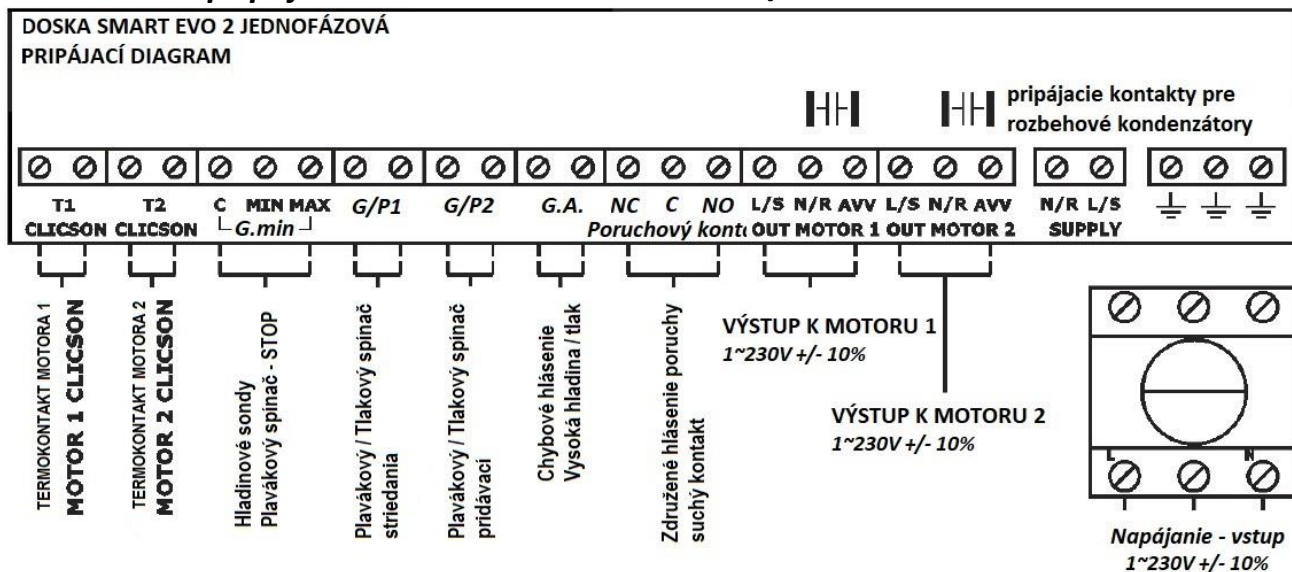 DOSKA SMART EVO 2 JEDNOFÁZOVÁ
PRIPÁJACÍ DIAGRAM
pripájacie kontakty pre
rozbehové kondenzátory
T1 T2 C MIN MAX G/P1 G/P2 G.A. NC C NO L/S N/R AVV L/S N/R AVV N/R L/S
CLICSON CLICSON G.min Poruchový kontε OUT MOTOR 1 OUT MOTOR 2 SUPPLY
TERMOKONTAKT MOTORA 1
MOTOR 1 CLICSON
TERMOKONTAKT MOTORA 2
MOTOR 2 CLICSON
Hladinové sondy
Plavákový spínač - STOP
Plavákový / Tlakový spínač
striedania
Plavákový / Tlakový spínač
pridávací
Chybové hlásenie
Vysoká hladina / tlak
Združené hlásenie poruchy
suchý kontakt
VÝSTUP K MOTORU 1
1~230V +/- 10%
VÝSTUP K MOTORU 2
1~230V +/- 10%
L N
Napájanie - vstup
1~230V +/- 10%